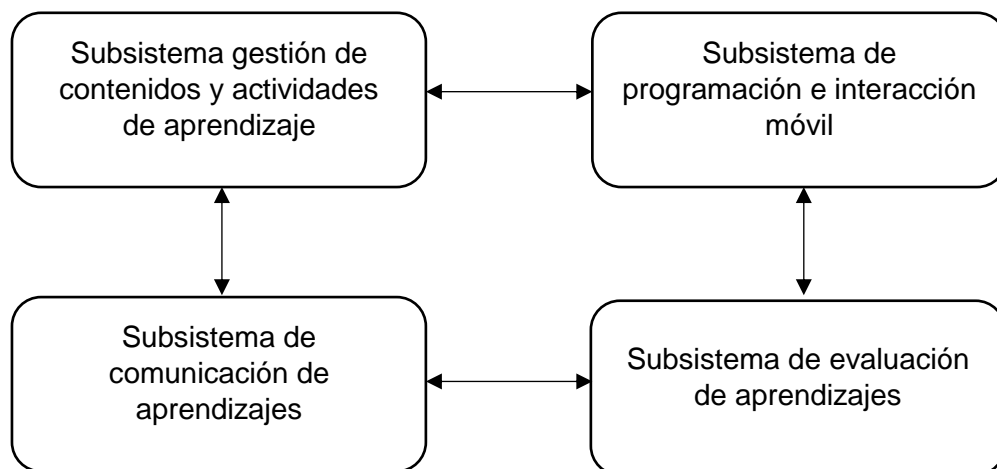 Subsistema gestión de
contenidos y actividades
de aprendizaje
Subsistema de
programación e interacción
móvil
Subsistema de
comunicación de
aprendizajes
Subsistema de evaluación
de aprendizajes